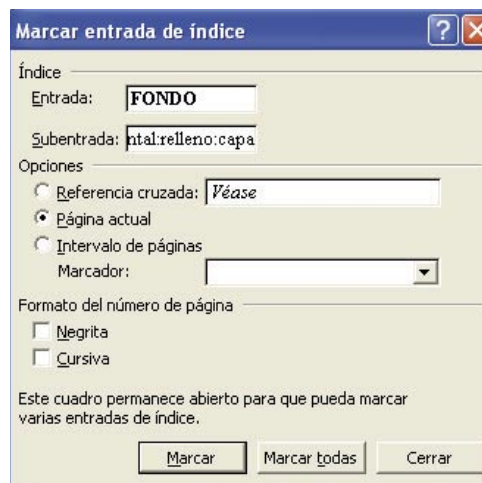 Marcar entrada de índice
Índice
Entrada: FONDO
Subentrada: ntal:relleno:capa
Opciones
Referencia cruzada: Véase
Página actual
Intervalo de páginas
Marcador:
Formato del número de página
Negrita
Cursiva
Este cuadro permanece abierto para que pueda marcar
varias entradas de índice.
Marcar Marcar todas Cerrar